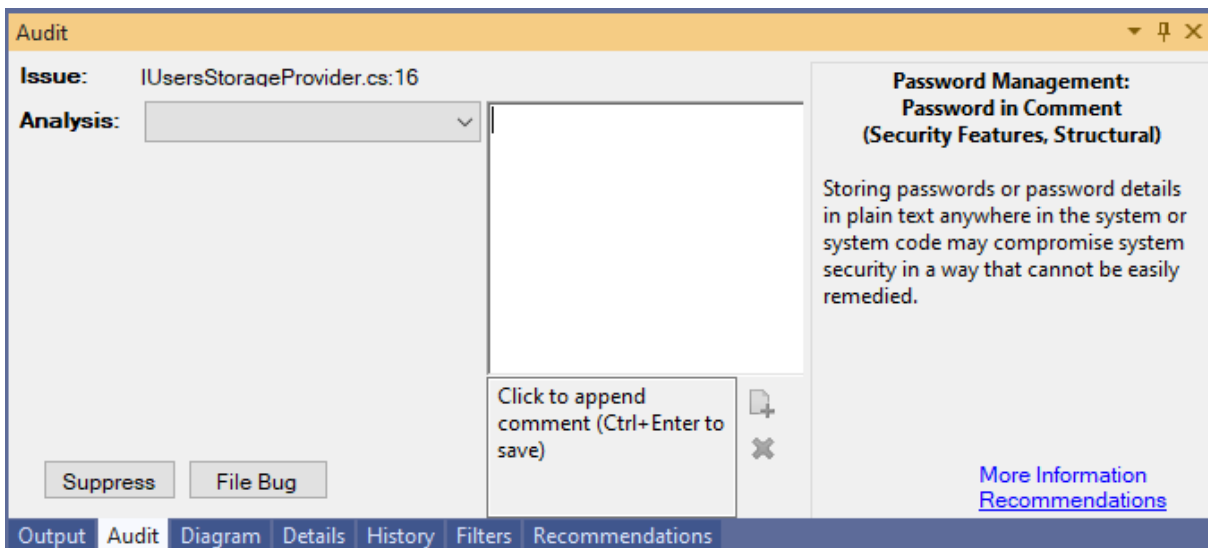 Audit
Issue: IUsersStorageProvider.cs:16
Analysis:
Click to append
comment (Ctrl+Enter to
save)
Suppress File Bug
Password Management:
Password in Comment
(Security Features, Structural)
Storing passwords or password details
in plain text anywhere in the system or
system code may compromise system
security in a way that cannot be easily
remedied.
More Information
Recommendations
Output Audit Diagram Details History Filters Recommendations